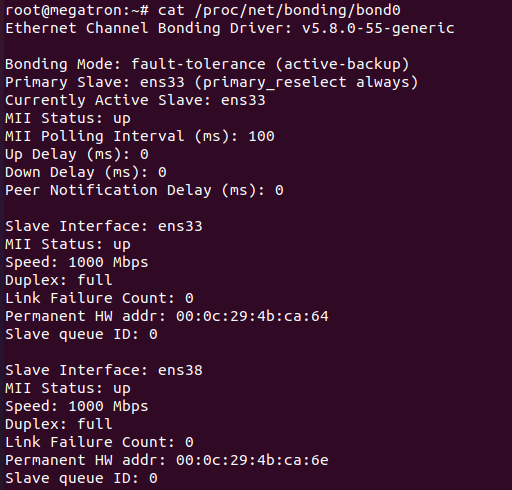 root@megatron:~# cat /proc/net/bonding/bond0
Ethernet Channel Bonding Driver: v5.8.0-55-generic

Bonding Mode: fault-tolerance (active-backup)
Primary Slave: ens33 (primary_reselect always)
Currently Active Slave: ens33
MII Status: up
MII Polling Interval (ms): 100
Up Delay (ms): 0
Down Delay (ms): 0
Peer Notification Delay (ms): 0

Slave Interface: ens33
MII Status: up
Speed: 1000 Mbps
Duplex: full
Link Failure Count: 0
Permanent HW addr: 00:0c:29:4b:ca:64
Slave queue ID: 0

Slave Interface: ens38
MII Status: up
Speed: 1000 Mbps
Duplex: full
Link Failure Count: 0
Permanent HW addr: 00:0c:29:4b:ca:6e
Slave queue ID: 0